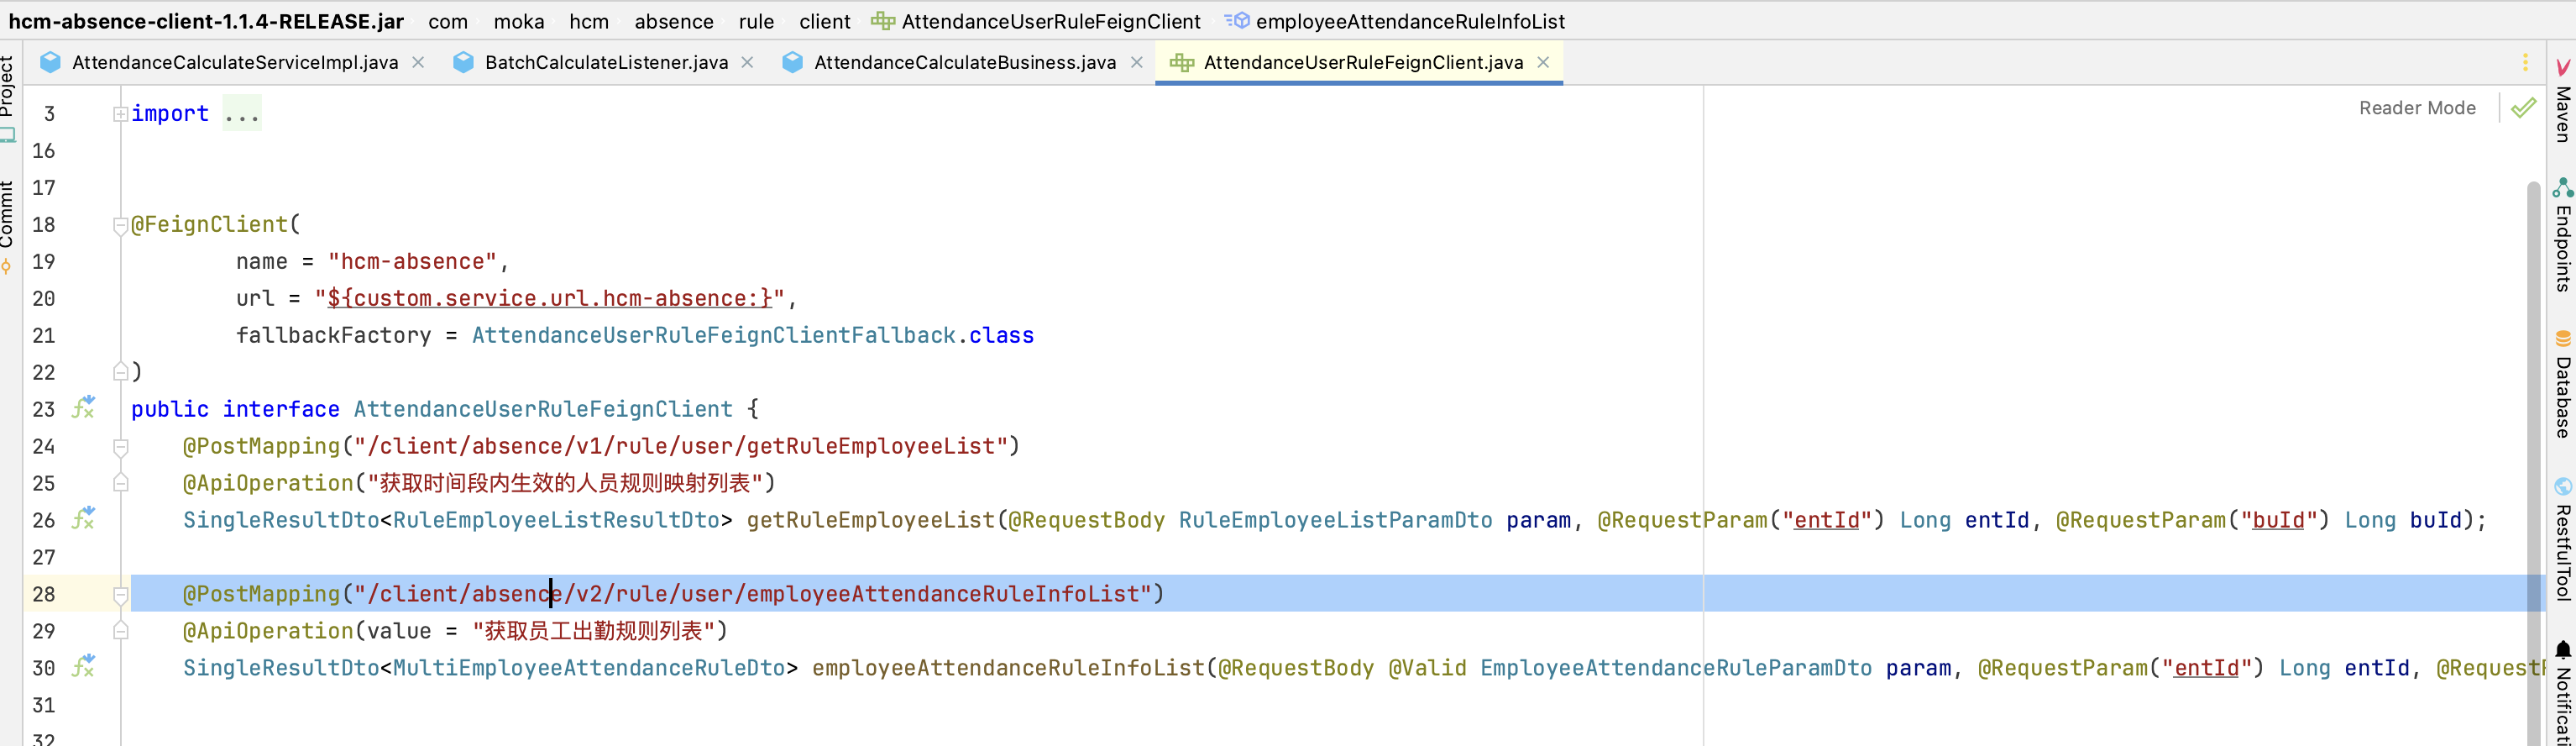 hcm-absence-client-1.1.4-RELEASE.jar com moka hcm absence rule client AttendanceUserRuleFeignClient employeeAttendanceRuleInfoList
AttendanceCalculateServiceImpl.java BatchCalculateListener.java AttendanceCalculateBusiness.java AttendanceUserRuleFeignClient.java
Project
Commit
Reader Mode
3 import ...
16
17
18 @FeignClient(
19 name = "hcm-absence",
20 url = "${custom.service.url.hcm-absence:}",
21 fallbackFactory = AttendanceUserRuleFeignClientFallback.class
22 )
23 public interface AttendanceUserRuleFeignClient {
24 @PostMapping("/client/absence/v1/rule/user/getRuleEmployeeList")
25 @ApiOperation("获取时间段内生效的人员规则映射列表")
26 SingleResultDto<RuleEmployeeListResultDto> getRuleEmployeeList(@RequestBody RuleEmployeeListParamDto param, @RequestParam("entId") Long entId, @RequestParam("buId") Long buId);
27
28 @PostMapping("/client/absence/v2/rule/user/employeeAttendanceRuleInfoList")
29 @ApiOperation(value = "获取员工出勤规则列表")
30 SingleResultDto<MultiEmployeeAttendanceRuleDto> employeeAttendanceRuleInfoList(@RequestBody @Valid EmployeeAttendanceRuleParamDto param, @RequestParam("entId") Long entId, @Request
31
32
Maven
Endpoints
Database
RestfulTool
Notificati